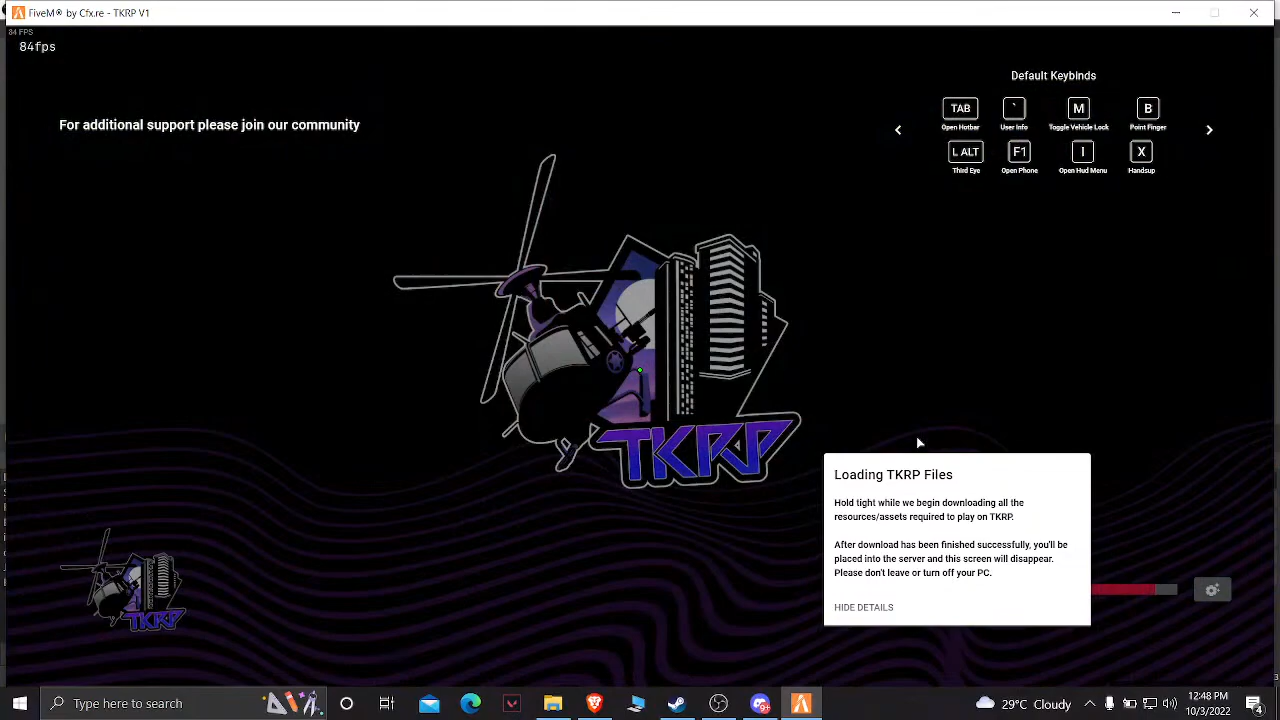 FiveM® by Cfx.re - TKRP V1
84 FPS
84fps
Default Keybinds
TAB ` M B
Open Hotbar User Info Toggle Vehicle Lock Point Finger
L ALT F1 I X
Third Eye Open Phone Open Hud Menu Handsup
For additional support please join our community
TKRP
Loading TKRP Files
Hold tight while we begin downloading all the
resources/assets required to play on TKRP.
After download has been finished successfully, you'll be
placed into the server and this screen will disappear.
Please don't leave or turn off your PC.
HIDE DETAILS
TKRP
Type here to search
29°C Cloudy
12:48 PM
10/3/2022